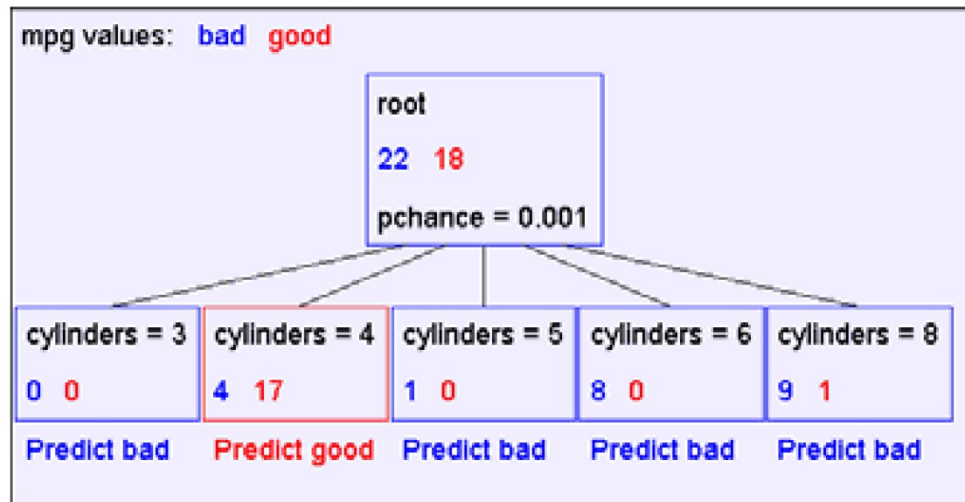 mpg values: bad good
root
22 18
pchance = 0.001
cylinders = 3
0 0
Predict bad
cylinders = 4
4 17
Predict good
cylinders = 5
1 0
Predict bad
cylinders = 6
8 0
Predict bad
cylinders = 8
9 1
Predict bad